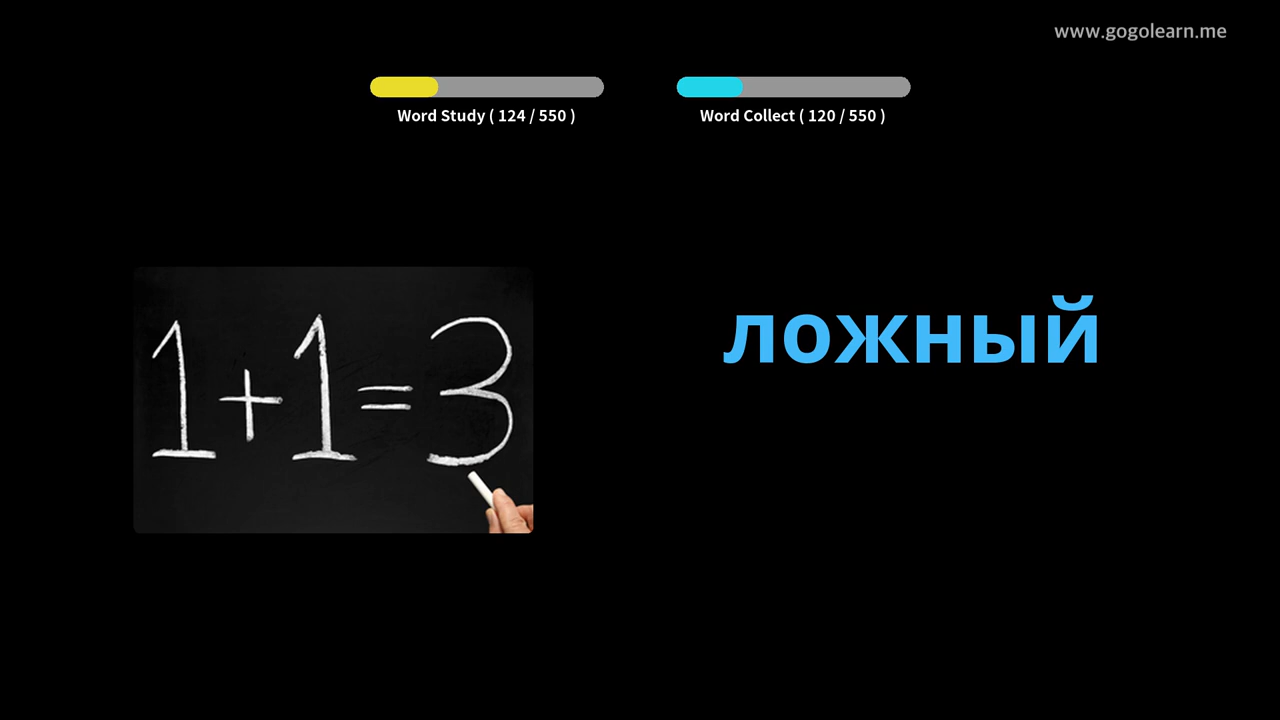 www.gogolearn.me
Word Study ( 124 / 550 )
Word Collect ( 120 / 550 )
1+1=3
ложный